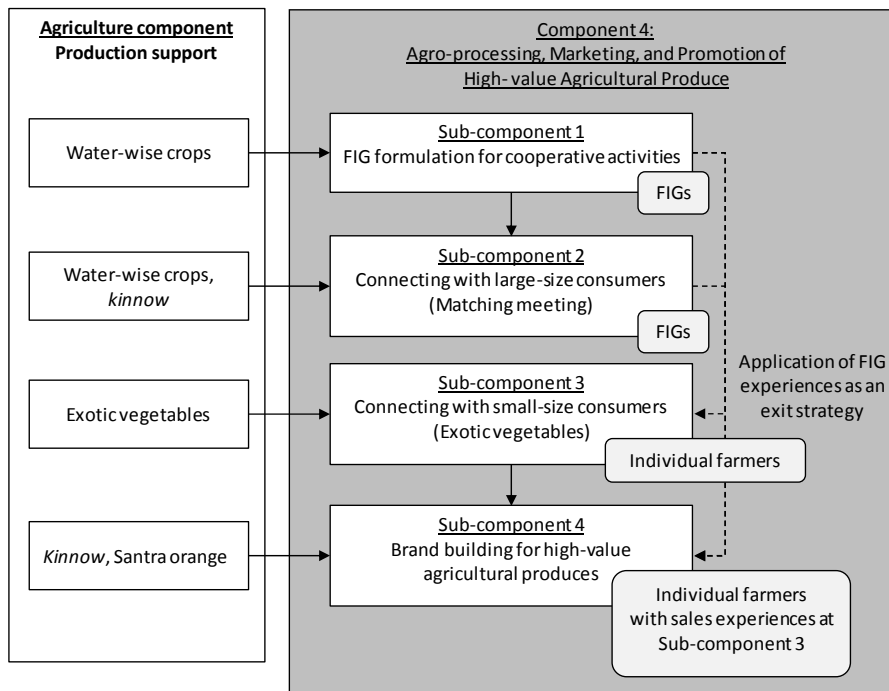 Agriculture component
Production support
Component 4:
Agro-processing, Marketing, and Promotion of
High- value Agricultural Produce
Water-wise crops
Sub-component 1
FIG formulation for cooperative activities
FIGs
Water-wise crops,
kinnow
Sub-component 2
Connecting with large-size consumers
(Matching meeting)
FIGs
Application of FIG
experiences as an
exit strategy
Exotic vegetables
Sub-component 3
Connecting with small-size consumers
(Exotic vegetables)
Individual farmers
Kinnow, Santra orange
Sub-component 4
Brand building for high-value
agricultural produces
Individual farmers
with sales experiences at
Sub-component 3